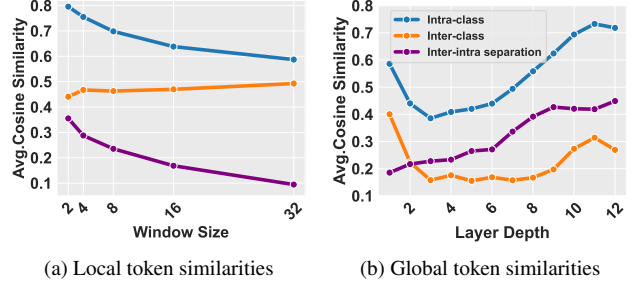 Avg.Cosine Similarity
0.8
0.7
0.6
0.5
0.4
0.3
0.2
0.1
2 4 8 16 32
Window Size
(a) Local token similarities
Avg.Cosine Similarity
0.8
0.7
0.6
0.5
0.4
0.3
0.2
0.1
Intra-class
Inter-class
Inter-intra separation
2 4 6 8 10 12
Layer Depth
(b) Global token similarities